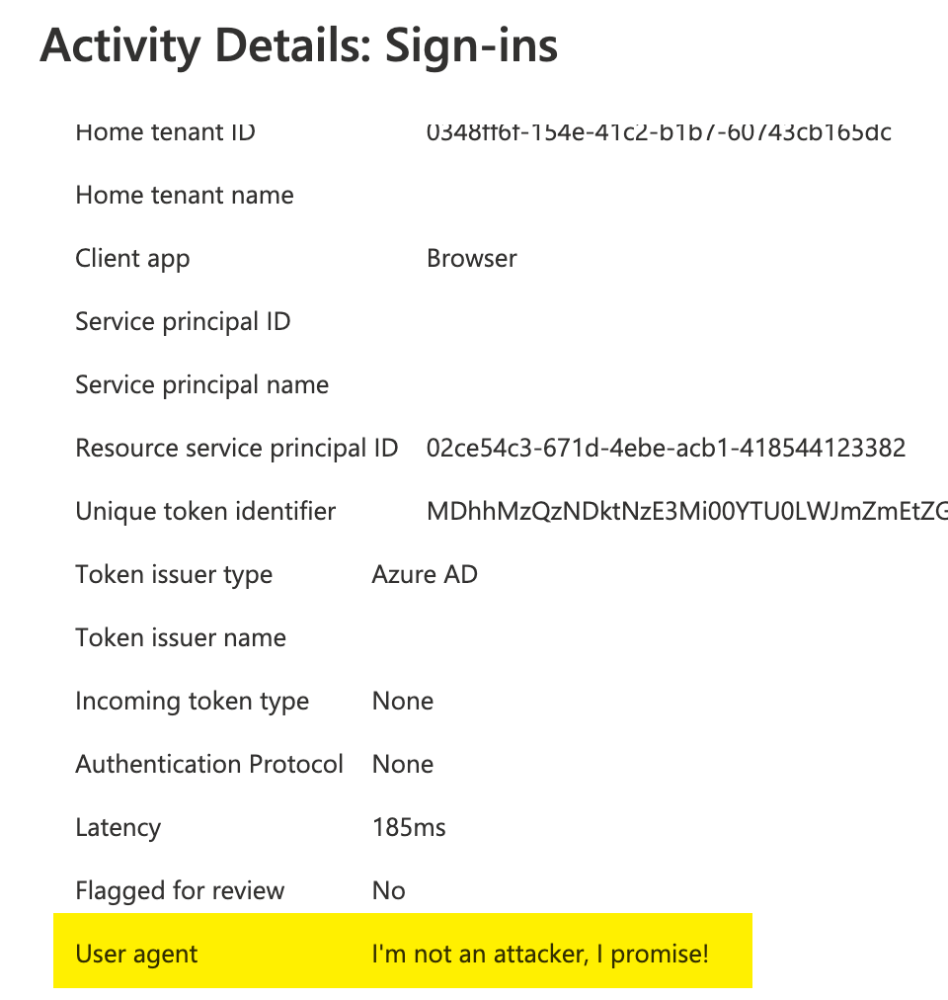 Activity Details: Sign-ins
Home tenant ID 0348ff6f-154e-41c2-b1b7-60743cb165dc
Home tenant name
Client app Browser
Service principal ID
Service principal name
Resource service principal ID 02ce54c3-671d-4ebe-acb1-418544123382
Unique token identifier MDhhMzQzNDktNzE3Mi00YTU0LWJmZmEtZG
Token issuer type Azure AD
Token issuer name
Incoming token type None
Authentication Protocol None
Latency 185ms
Flagged for review No
User agent I'm not an attacker, I promise!